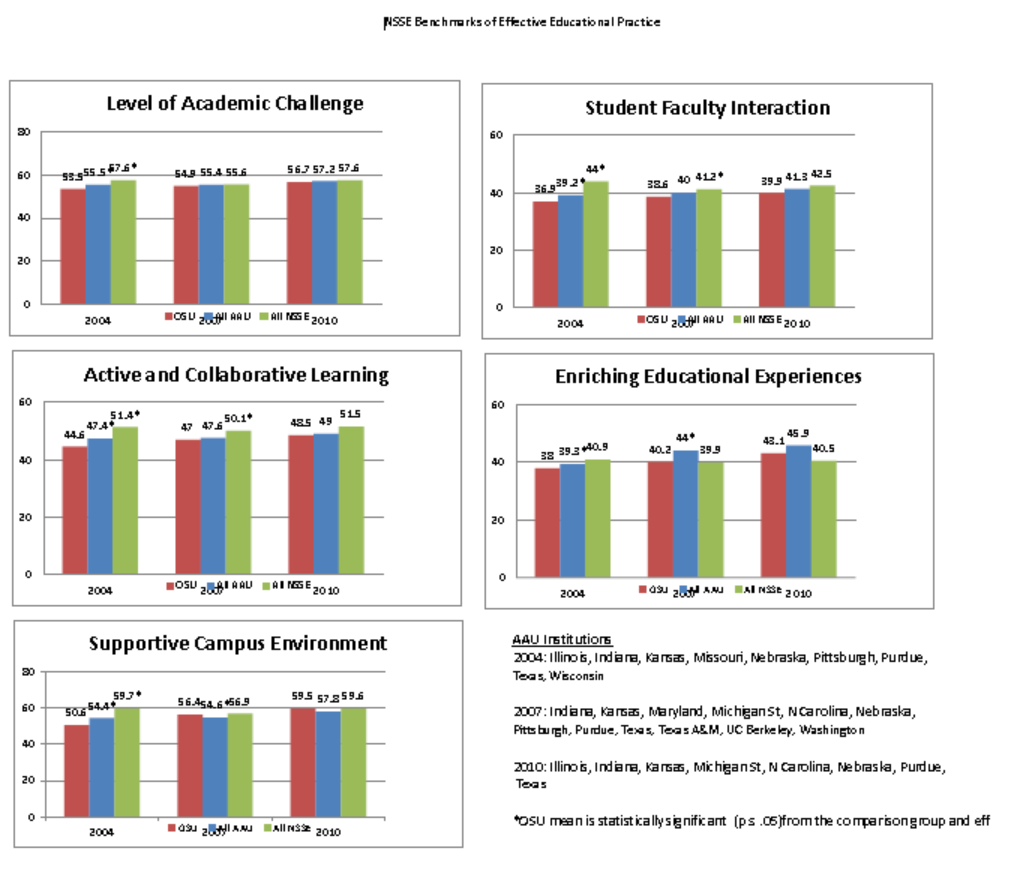 NSSE Benchmarks of Effective Educational Practice
Level of Academic Challenge
80
60
40
20
0
53.5 55.5* 57.6*
54.9 55.4 55.6
56.7 57.2 57.6
2004 2007 2010
OSU All AAU All NSSE
Student Faculty Interaction
60
40
20
0
36.9 39.2* 44*
38.6 40 41.2*
39.9 41.3 42.5
2004 2007 2010
OSU All AAU All NSSE
Active and Collaborative Learning
60
40
20
0
44.6 47.4* 51.4*
47 47.6 50.1*
48.5 49 51.5
2004 2007 2010
OSU All AAU All NSSE
Enriching Educational Experiences
60
40
20
0
38 39.3* 40.9
40.2 44* 39.9
43.1 45.9 40.5
2004 2007 2010
OSU All AAU All NSSE
Supportive Campus Environment
80
60
40
20
0
50.6 54.4* 59.7*
56.4 54.6* 56.9
59.5 57.8 59.6
2004 2007 2010
OSU All AAU All NSSE
AAU Institutions
2004: Illinois, Indiana, Kansas, Missouri, Nebraska, Pittsburgh, Purdue,
Texas, Wisconsin
2007: Indiana, Kansas, Maryland, Michigan St, N Carolina, Nebraska,
Pittsburgh, Purdue, Texas, Texas A&M, UC Berkeley, Washington
2010: Illinois, Indiana, Kansas, Michigan St, N Carolina, Nebraska, Purdue,
Texas
*OSU mean is statistically significant (p ≤ .05)from the comparison group and eff